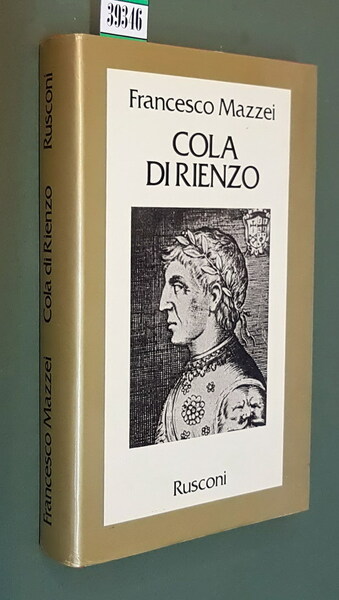 39346
Francesco Mazzei
COLA
DI RIENZO
Rusconi
Francesco Mazzei Cola di Rienzo Rusconi